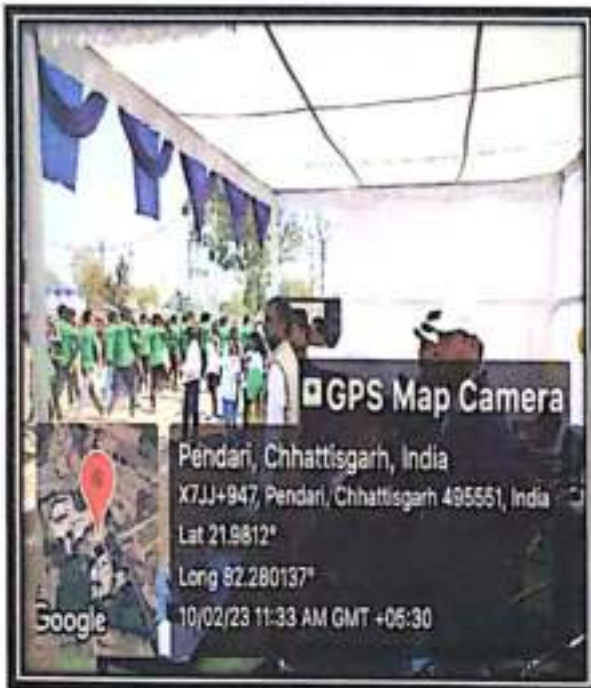 GPS Map Camera
Pendari, Chhattisgarh, India
X7JJ+947, Pendari, Chhattisgarh 495551, India
Lat 21.9812°
Long 82.280137°
10/02/23 11:33 AM GMT +05:30
Google